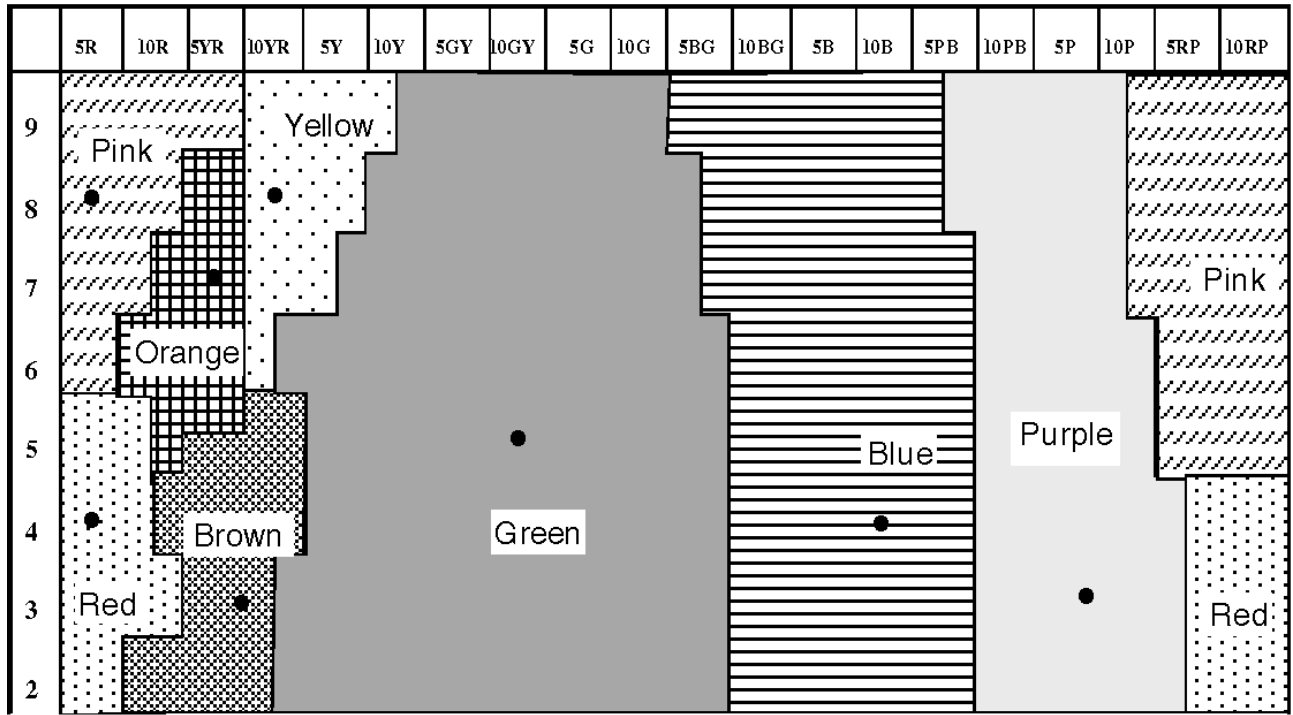 5R 10R 5YR 10YR 5Y 10Y 5GY 10GY 5G 10G 5BG 10BG 5B 10B 5PB 10PB 5P 10P 5RP 10RP
9
Yellow
Pink
8
7
Pink
Orange
6
Purple
5
Blue
4
Brown
Green
3
Red
Red
2